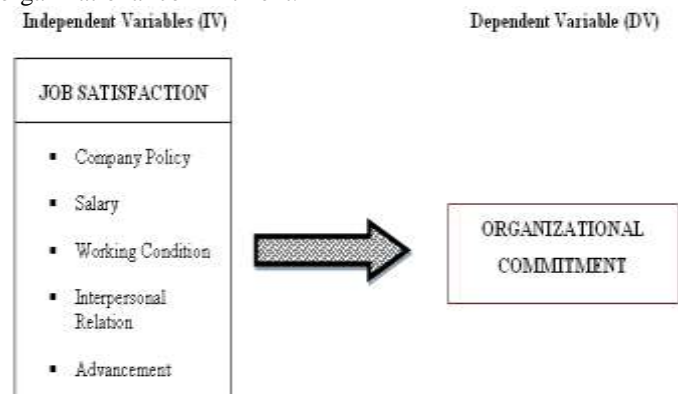 Independent Variables (IV)
Dependent Variable (DV)
JOB SATISFACTION
▪ Company Policy
▪ Salary
▪ Working Condition
▪ Interpersonal
Relation
▪ Advancement
ORGANIZATIONAL
COMMITMENT